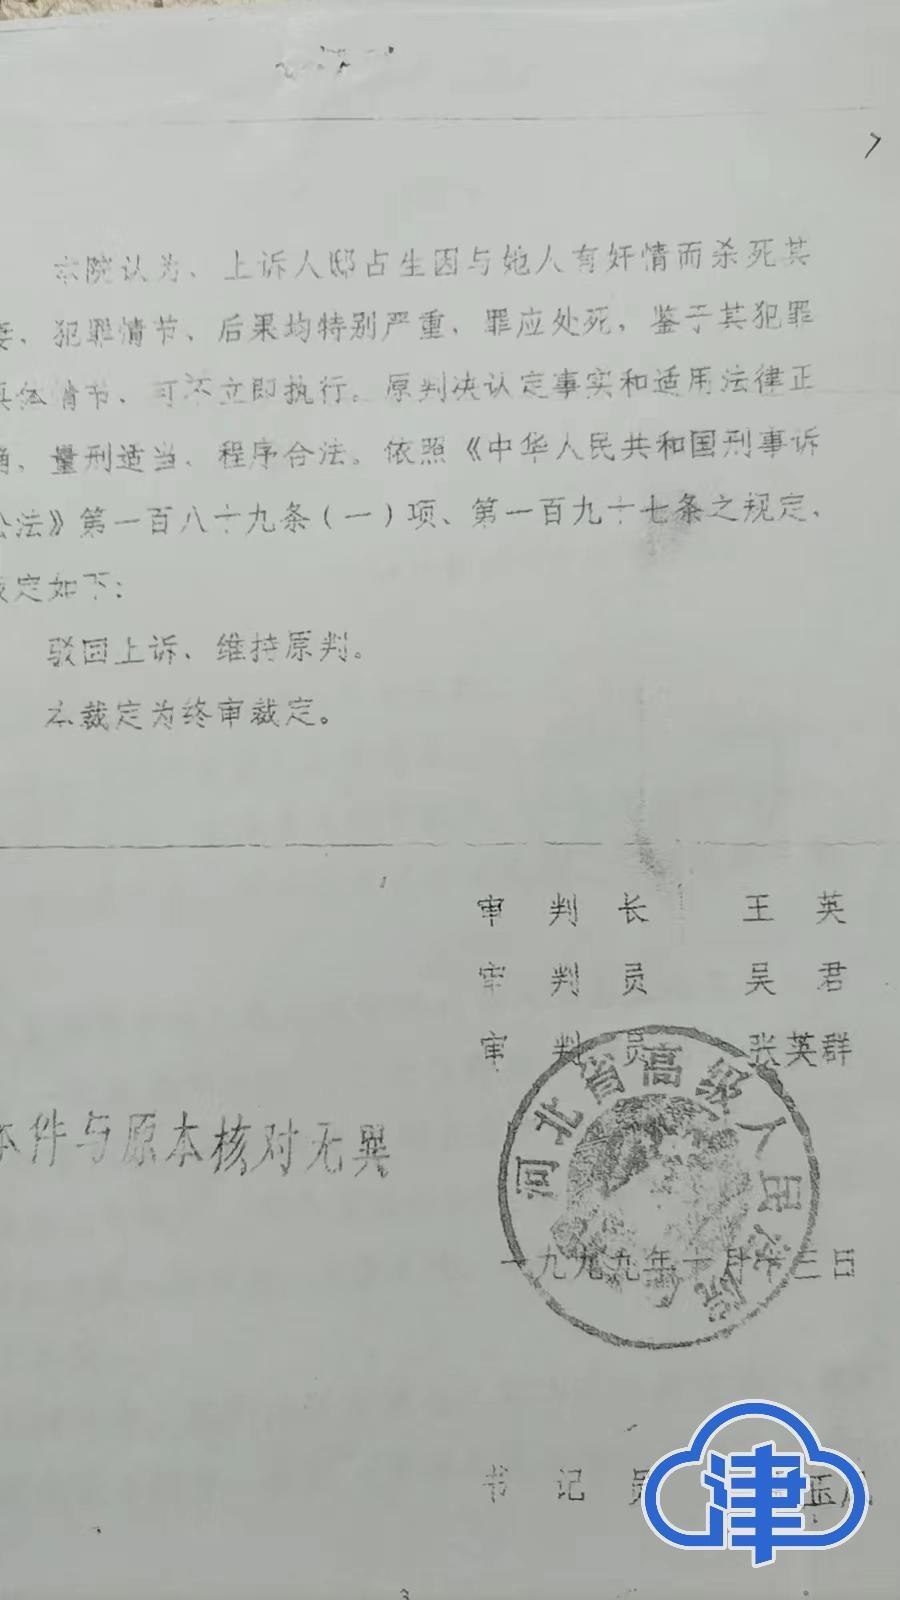 本院认为、上诉人邸占生因与她人有奸情而杀死其
妻、犯罪情节、后果均特别严重、罪应处死，鉴于其犯罪
具体情节、可不立即执行。原判决认定事实和适用法律正
确，量刑适当、程序合法。依照《中华人民共和国刑事诉
讼法》第一百八十九条(一)项、第一百九十七条之规定、
裁定如下：
驳回上诉、维持原判。
本裁定为终审裁定。
审判长 王英
审判员 吴君
审判员 张英群
河北省高级人民法院
本件与原本核对无異
一九九九年一月十三日
书记员 玉
津
3